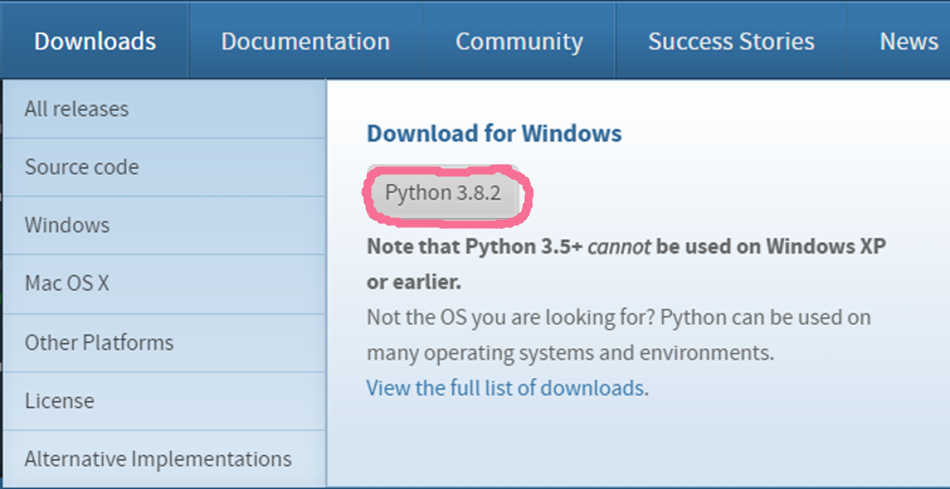 Downloads Documentation Community Success Stories News
All releases
Source code
Windows
Mac OS X
Other Platforms
License
Alternative Implementations
Download for Windows
Python 3.8.2
Note that Python 3.5+ cannot be used on Windows XP
or earlier.
Not the OS you are looking for? Python can be used on
many operating systems and environments.
View the full list of downloads.